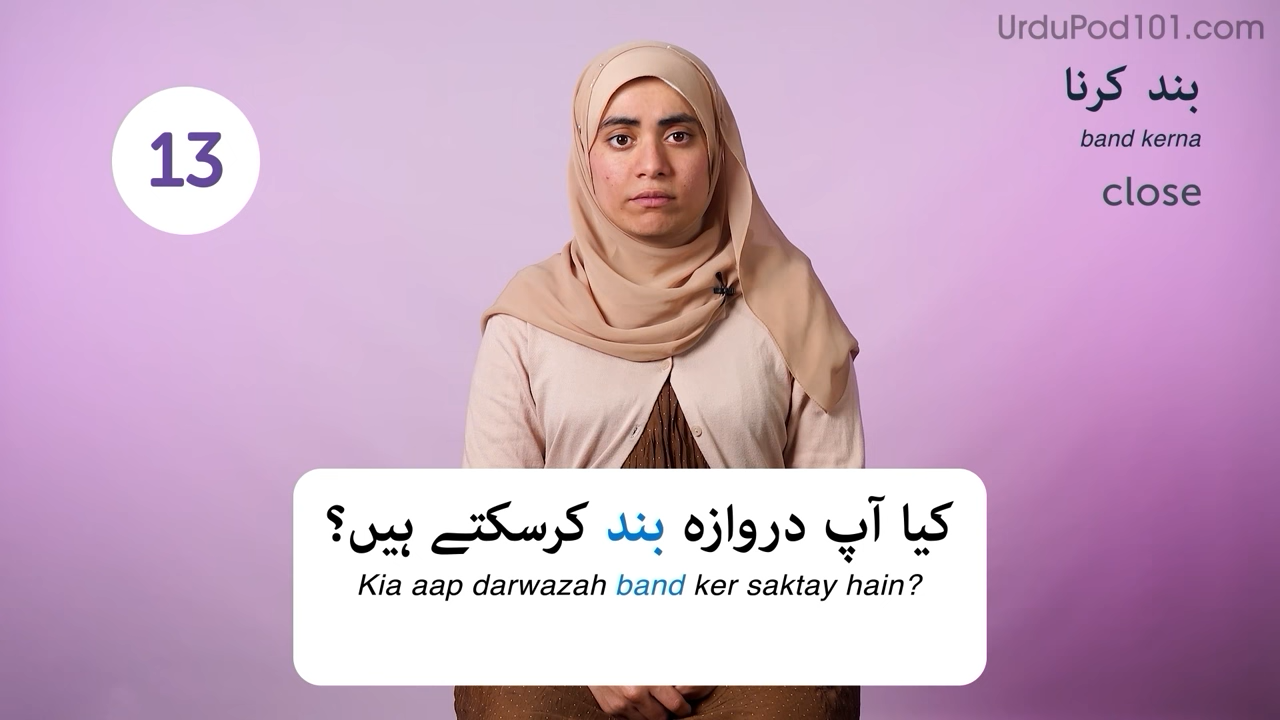 UrduPod101.com
13
بند کرنا
band kerna
close
کیا آپ دروازہ بند کرسکتے ہیں؟
Kia aap darwazah band ker saktay hain?